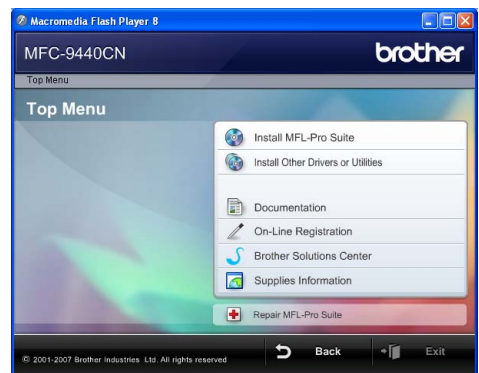 Macromedia Flash Player 8
MFC-9440CN
brother
Top Menu
Top Menu
Install MFL-Pro Suite
Install Other Drivers or Utilities
Documentation
On-Line Registration
Brother Solutions Center
Supplies Information
Repair MFL-Pro Suite
© 2001-2007 Brother Industries Ltd. All rights reserved
Back
Exit